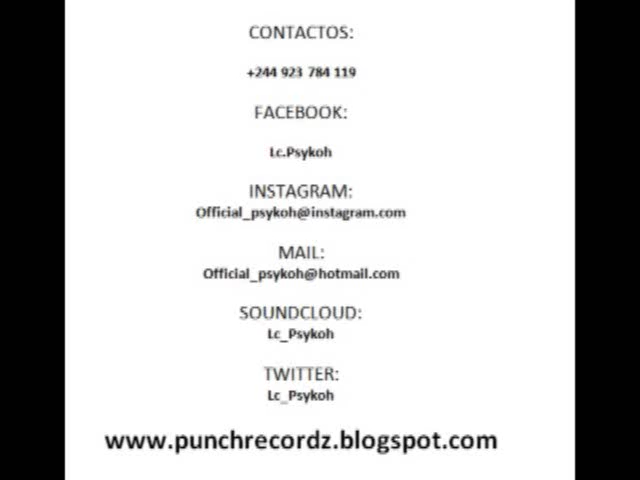 CONTACTOS:
+244 923 784 119
FACEBOOK:
Lc.Psykoh
INSTAGRAM:
Official_psykoh@instagram.com
MAIL:
Official_psykoh@hotmail.com
SOUNDCLOUD:
Lc_Psykoh
TWITTER:
Lc_Psykoh
www.punchrecordz.blogspot.com